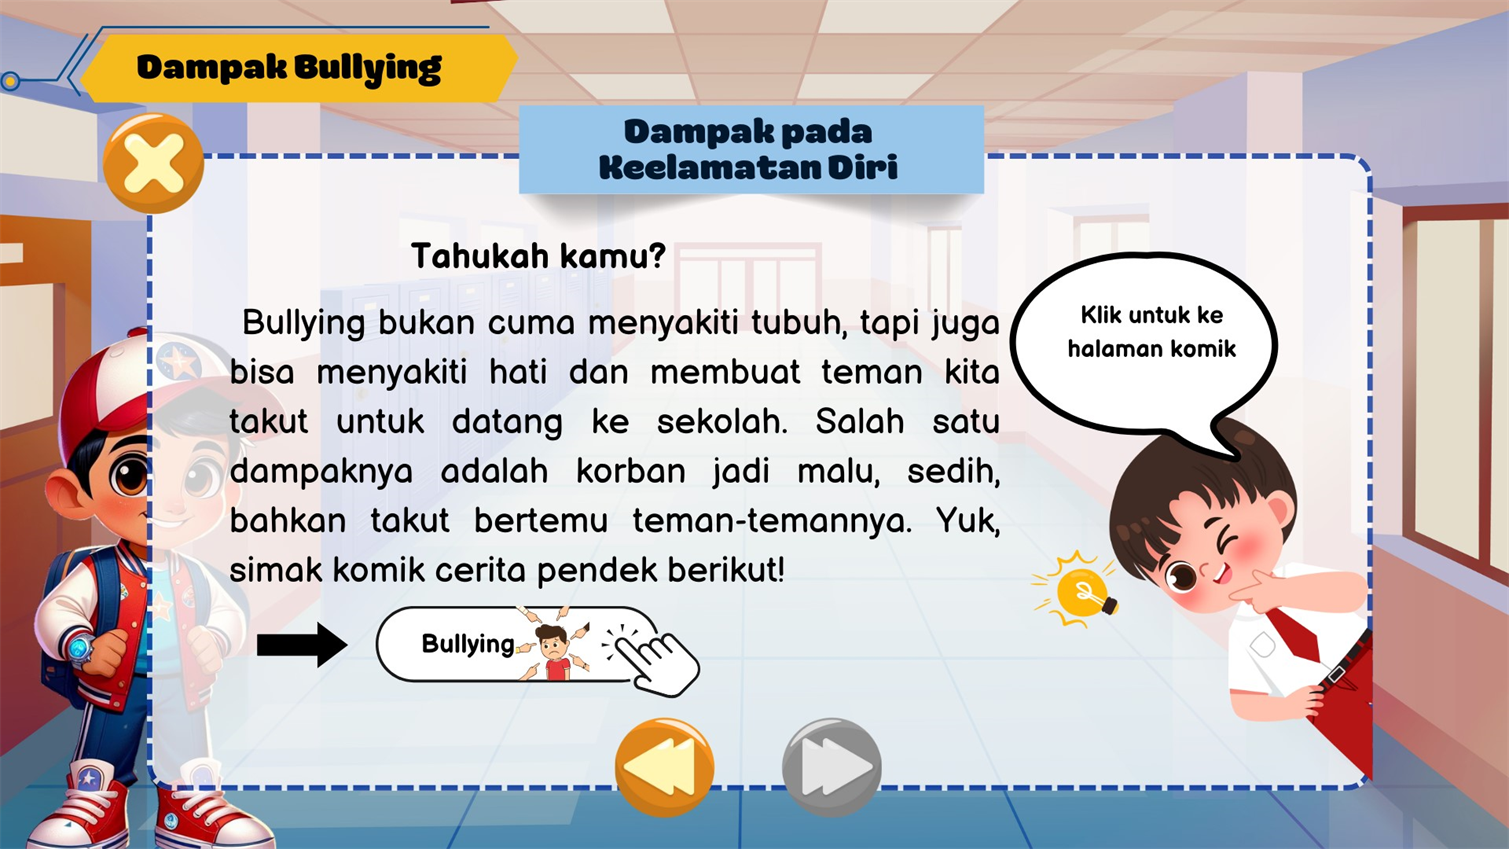 Dampak Bullying
Dampak pada
Keelamatan Diri
Tahukah kamu?
Bullying bukan cuma menyakiti tubuh, tapi juga
bisa menyakiti hati dan membuat teman kita
takut untuk datang ke sekolah. Salah satu
dampaknya adalah korban jadi malu, sedih,
bahkan takut bertemu teman-temannya. Yuk,
simak komik cerita pendek berikut!
Klik untuk ke
halaman komik
Bullying